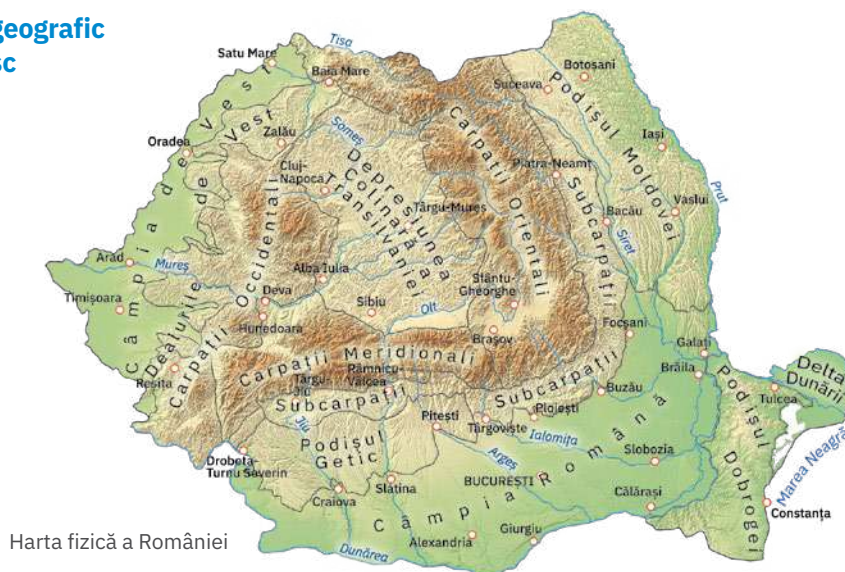 geografic
sc
Satu Mare
Tisa
Baia Mare
Botoșani
Suceava
Oradea
Zalău
Someș
Cluj-
Napoca
Iași
Piatra-Neamț
Prut
Târgu-Mureș
Bacău
Vaslui
Siret
Arad
Mureș
Alba Iulia
Timișoara
Deva
Hunedoara
Sibiu
Olt
Sfântu-
Gheorghe
Focșani
Brașov
Galați
Brăila
Reșița
Târgu-
Jiu
Râmnicu-
Vâlcea
Buzău
Tulcea
Pitești
Târgoviște
Ploiești
Ialomița
Jiu
Drobeta-
Turnu Severin
Argeș
Slobozia
Craiova
Slatina
BUCUREȘTI
Călărași
Constanța
Alexandria
Giurgiu
Dunărea
Marea Neagră
Câmpia de Vest
Dealurile de Vest
Carpații Occidentali
Depresiunea
Colinară a
Transilvaniei
Carpații Orientali
Subcarpații
Podișul Moldovei
Carpații Meridionali
Subcarpații
Subcarpații
Podișul
Getic
Câmpia Română
Podișul Dobrogei
Delta
Dunării
Harta fizică a României